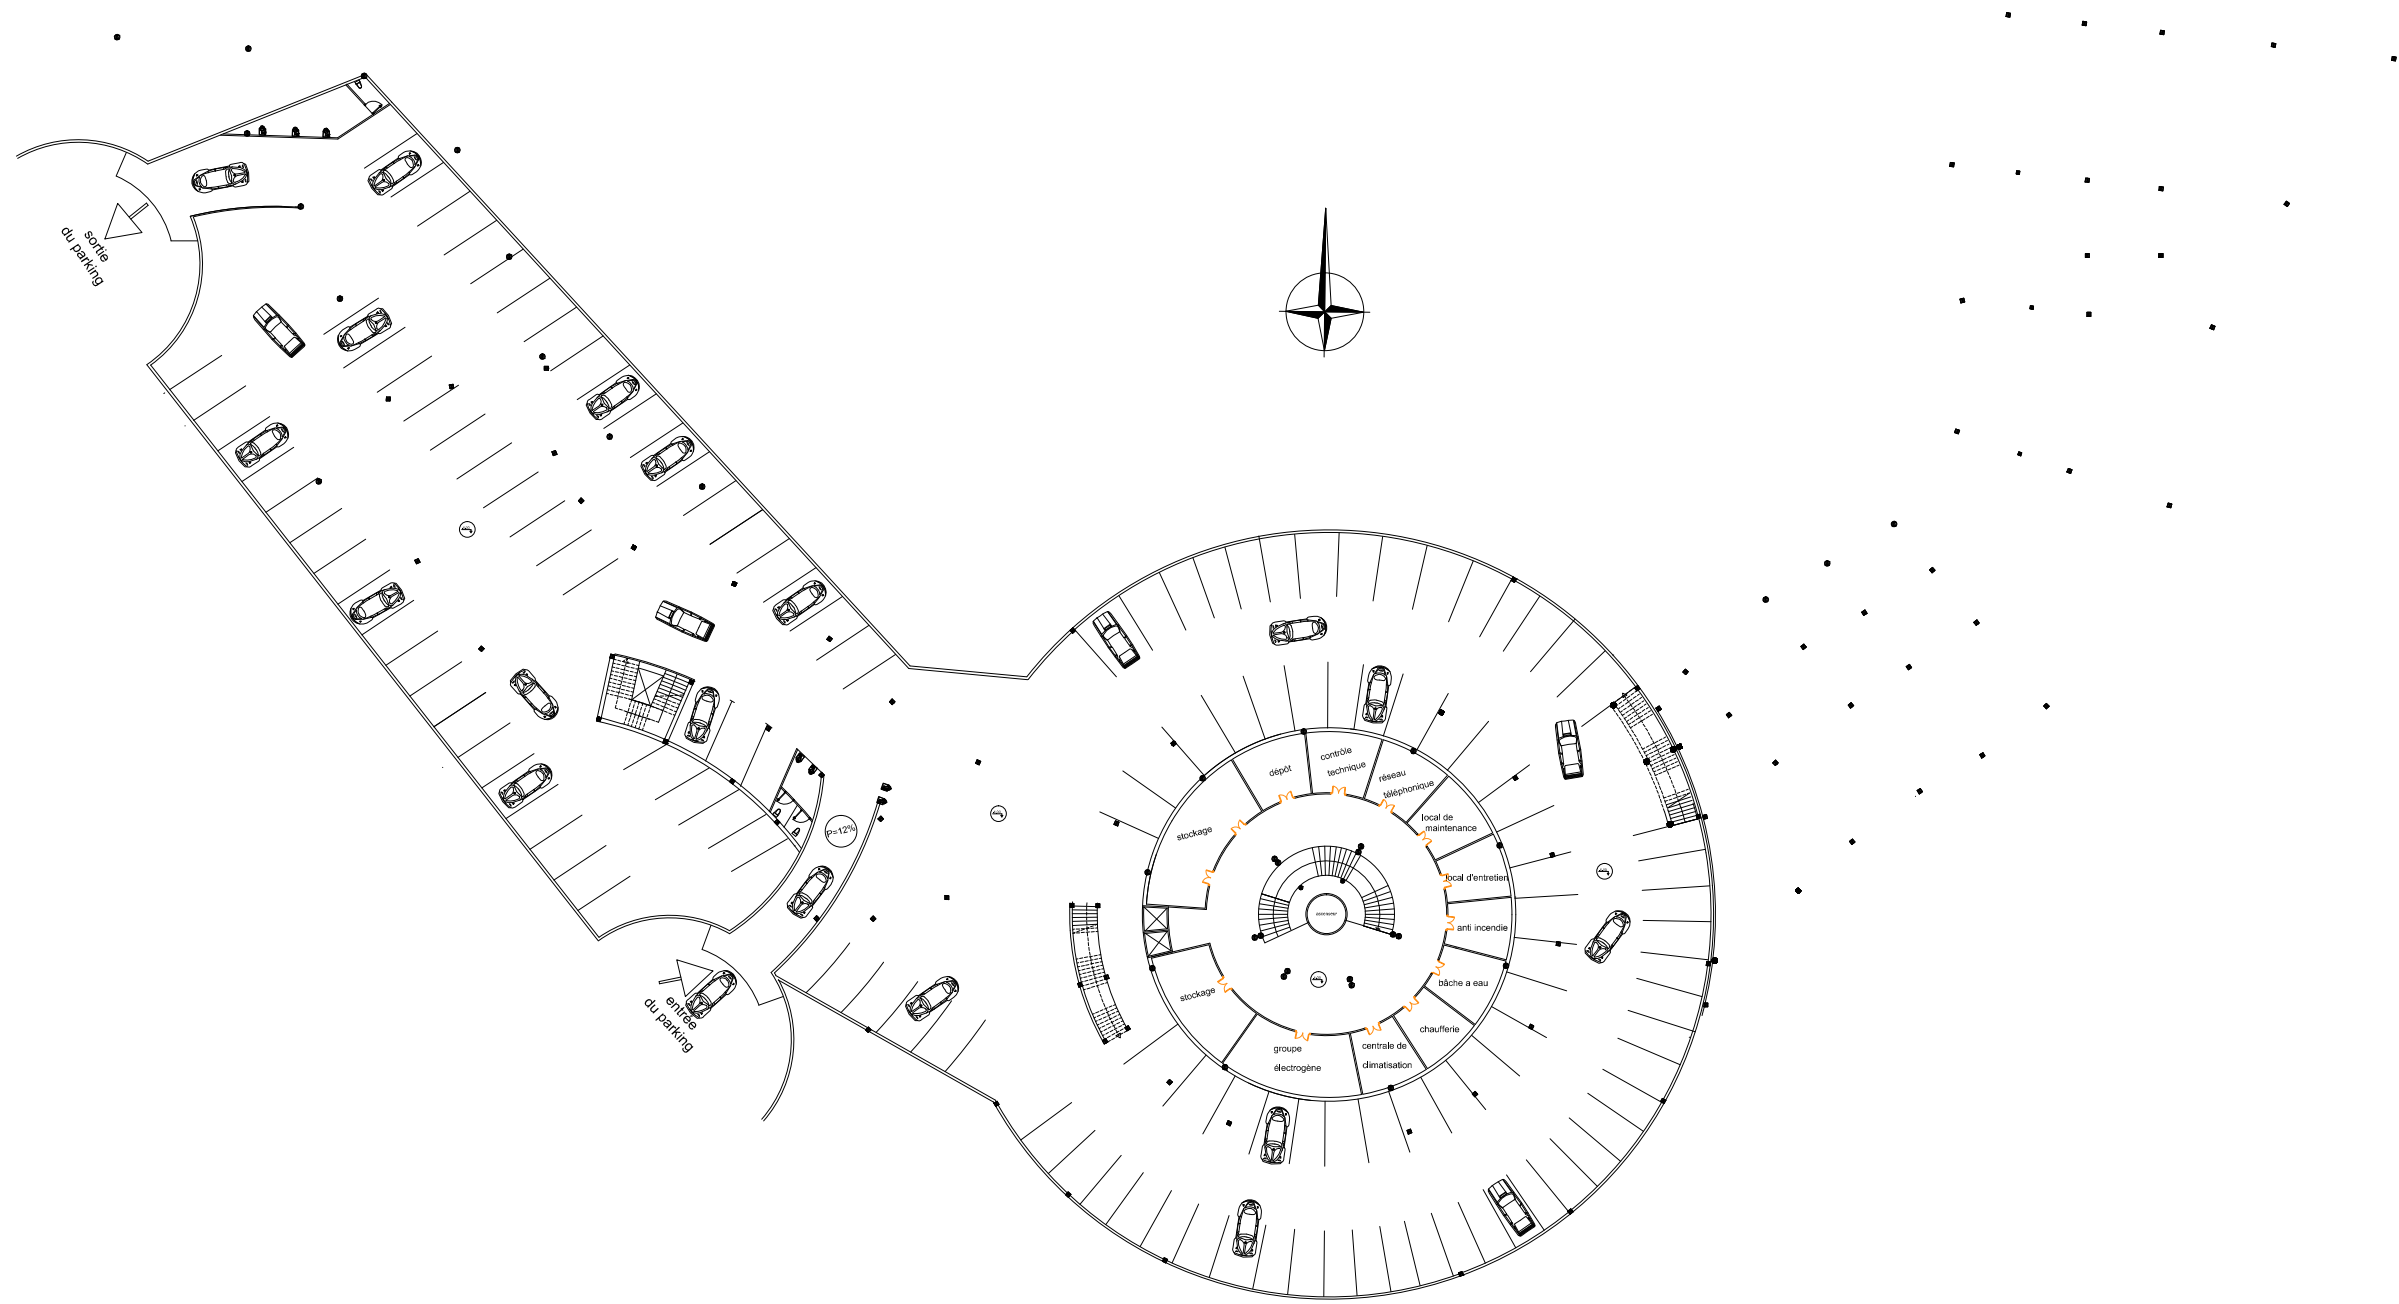 sortie
du parking
dépôt
contrôle
technique
réseau
téléphonique
local de
maintenance
stockage
P=12%
local d'entretien
ascenseur
anti incendie
bâche a eau
stockage
entrée
du parking
chaufferie
groupe
électrogène
centrale de
climatisation